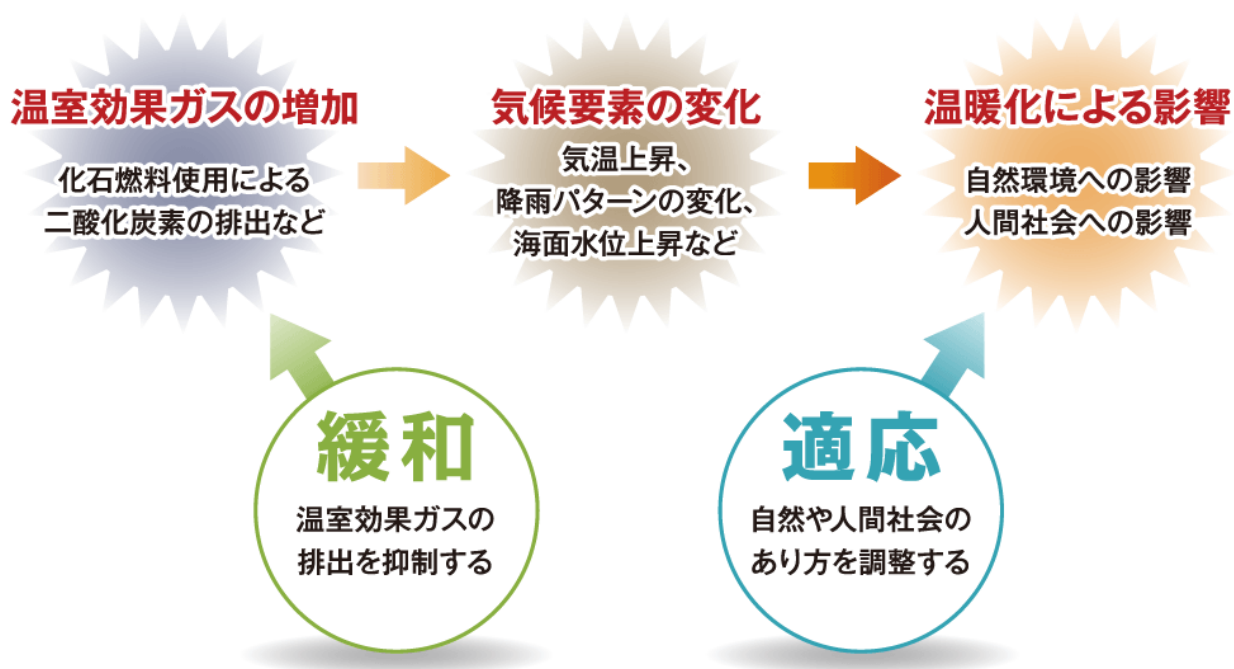 温室効果ガスの増加
化石燃料使用による
二酸化炭素の排出など
気候要素の変化
気温上昇、
降雨パターンの変化、
海面水位上昇など
温暖化による影響
自然環境への影響
人間社会への影響
緩和
温室効果ガスの
排出を抑制する
適応
自然や人間社会の
あり方を調整する